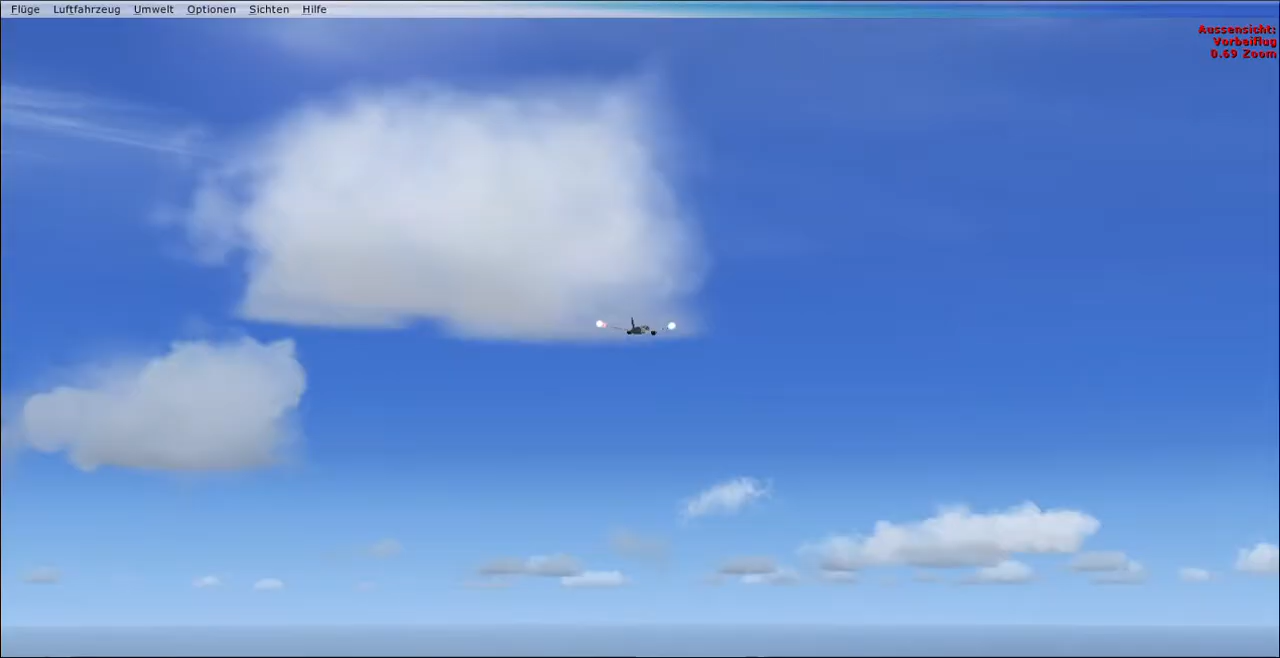 Flüge Luftfahrzeug Umwelt Optionen Sichten Hilfe
Aussensicht:
Vorbeiflug
0.69 Zoom